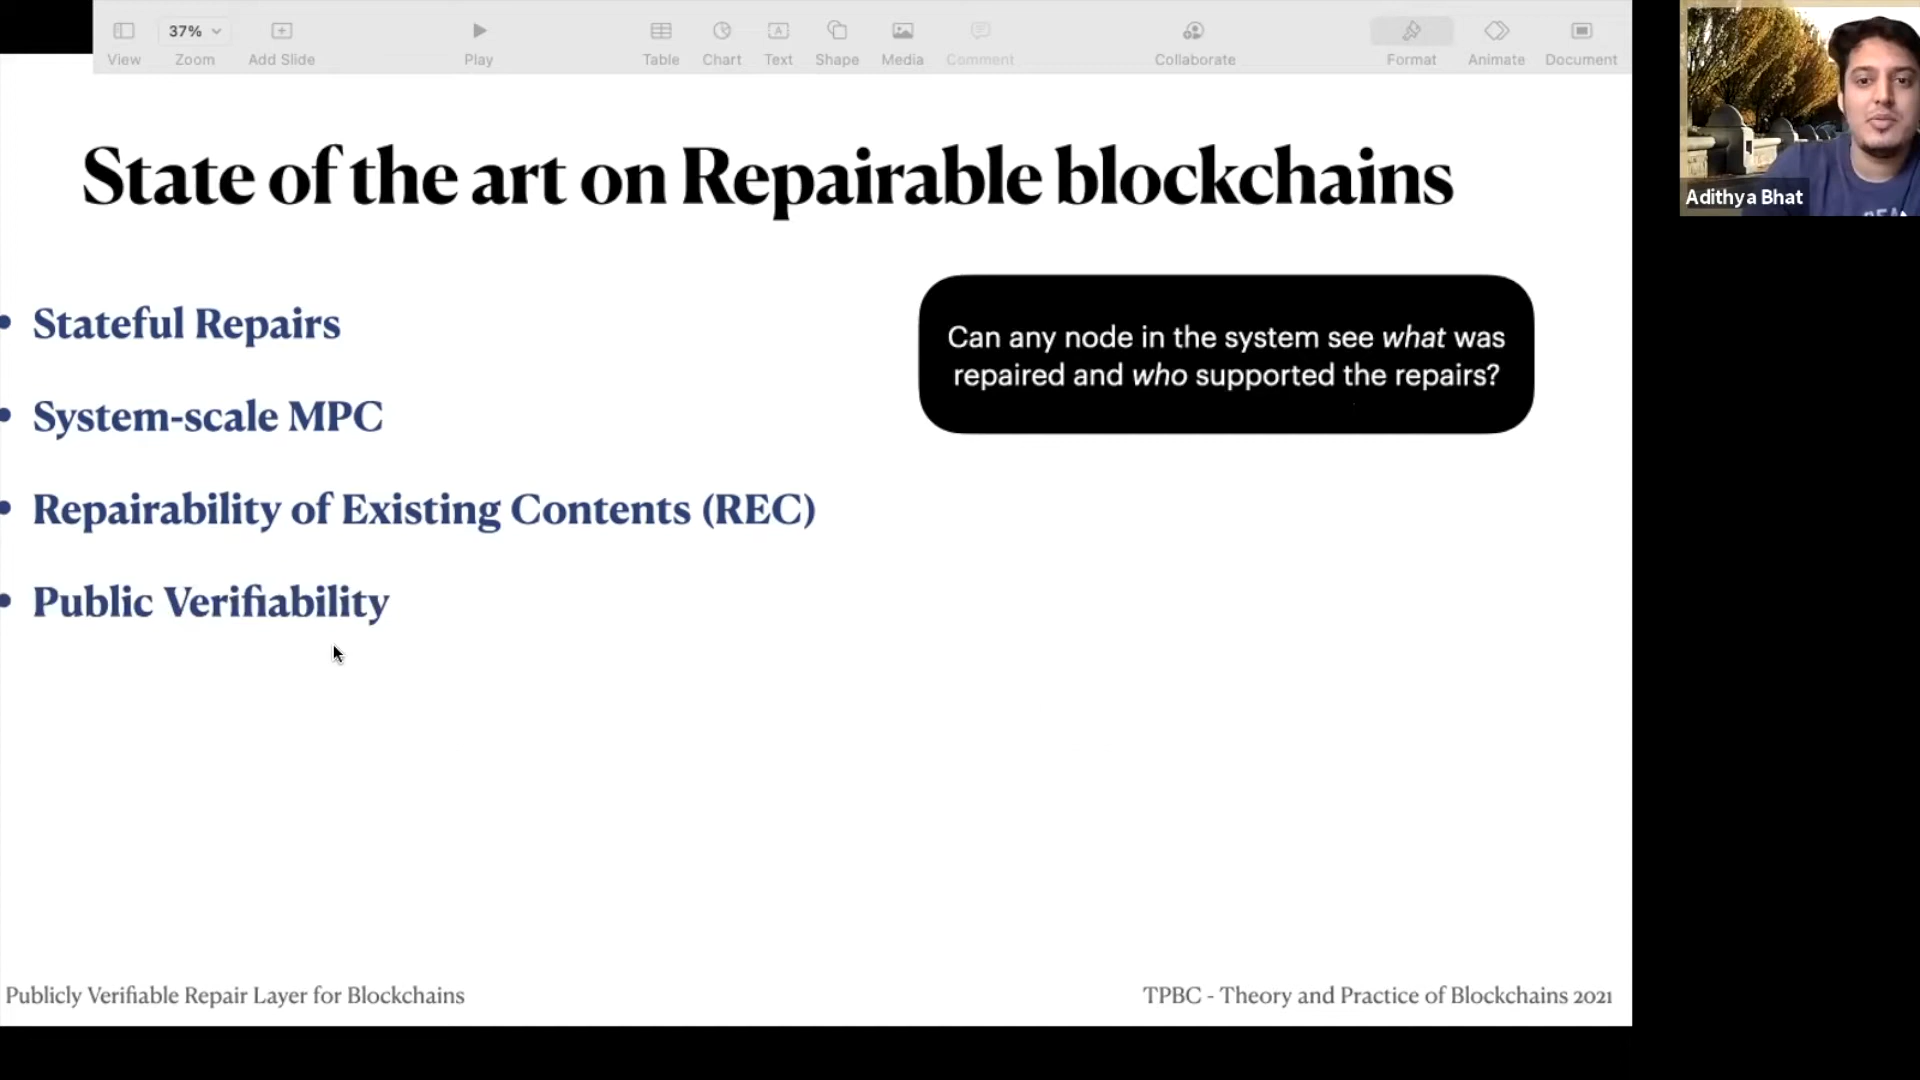 37%
View
Zoom
Add Slide
Play
Table
Chart
Text
Shape
Media
Comment
Collaborate
Format
Animate
Document
State of the art on Repairable blockchains
• Stateful Repairs
• System-scale MPC
• Repairability of Existing Contents (REC)
• Public Verifiability
Can any node in the system see what was
repaired and who supported the repairs?
Publicly Verifiable Repair Layer for Blockchains
TPBC - Theory and Practice of Blockchains 2021
Adithya Bhat